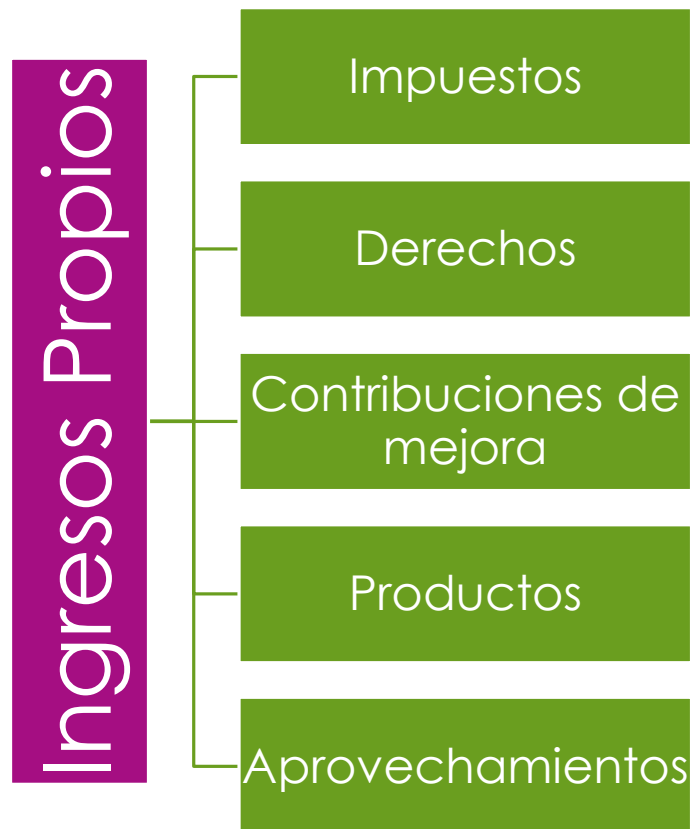 Ingresos Propios
Impuestos
Derechos
Contribuciones de
mejora
Productos
Aprovechamientos